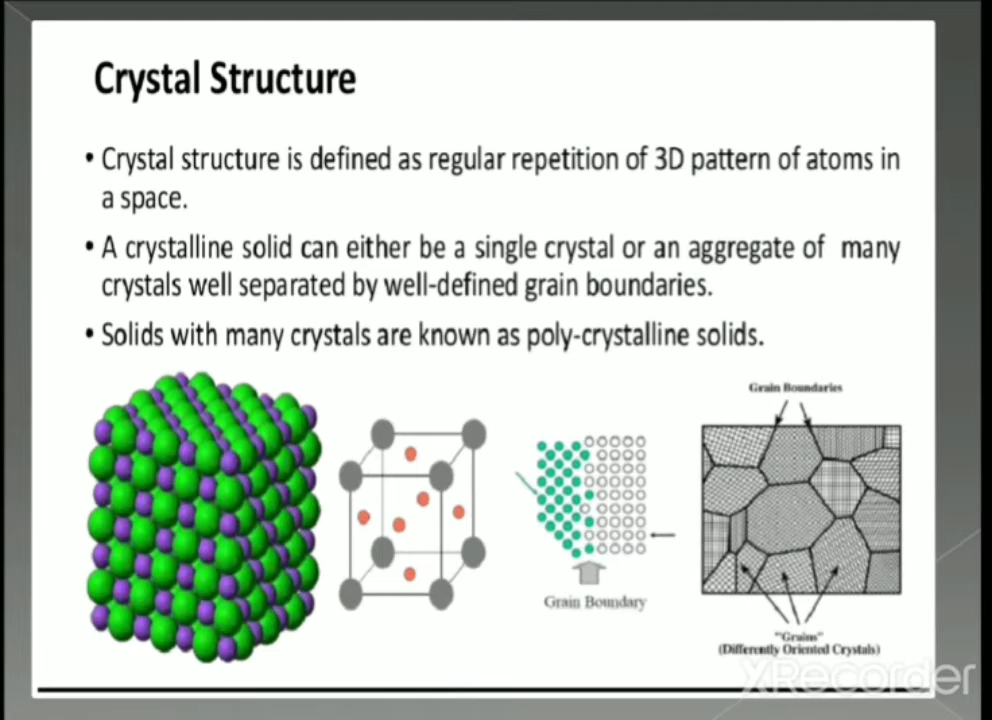 Crystal Structure
• Crystal structure is defined as regular repetition of 3D pattern of atoms in
a space.
• A crystalline solid can either be a single crystal or an aggregate of many
crystals well separated by well-defined grain boundaries.
• Solids with many crystals are known as poly-crystalline solids.
Grain Boundaries
Grain Boundary
"Grains"
(Differently Oriented Crystals)
XRecorder